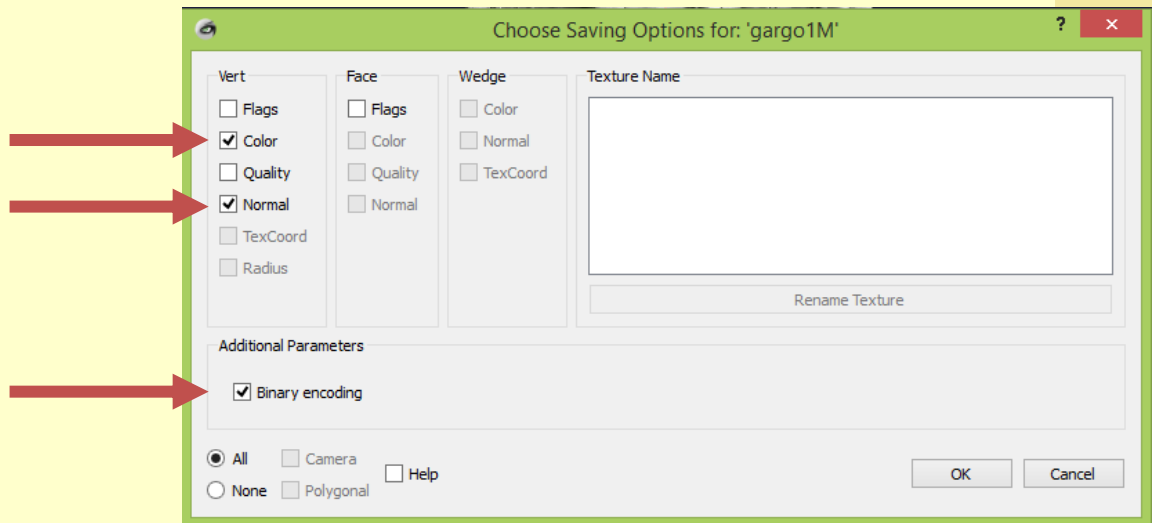 Choose Saving Options for: 'gargo1M'
?
×
Vert
Flags
Color
Quality
Normal
TexCoord
Radius
Face
Flags
Color
Quality
Normal
Wedge
Color
Normal
TexCoord
Texture Name
Rename Texture
Additional Parameters
Binary encoding
All
None
Camera
Polygonal
Help
OK
Cancel